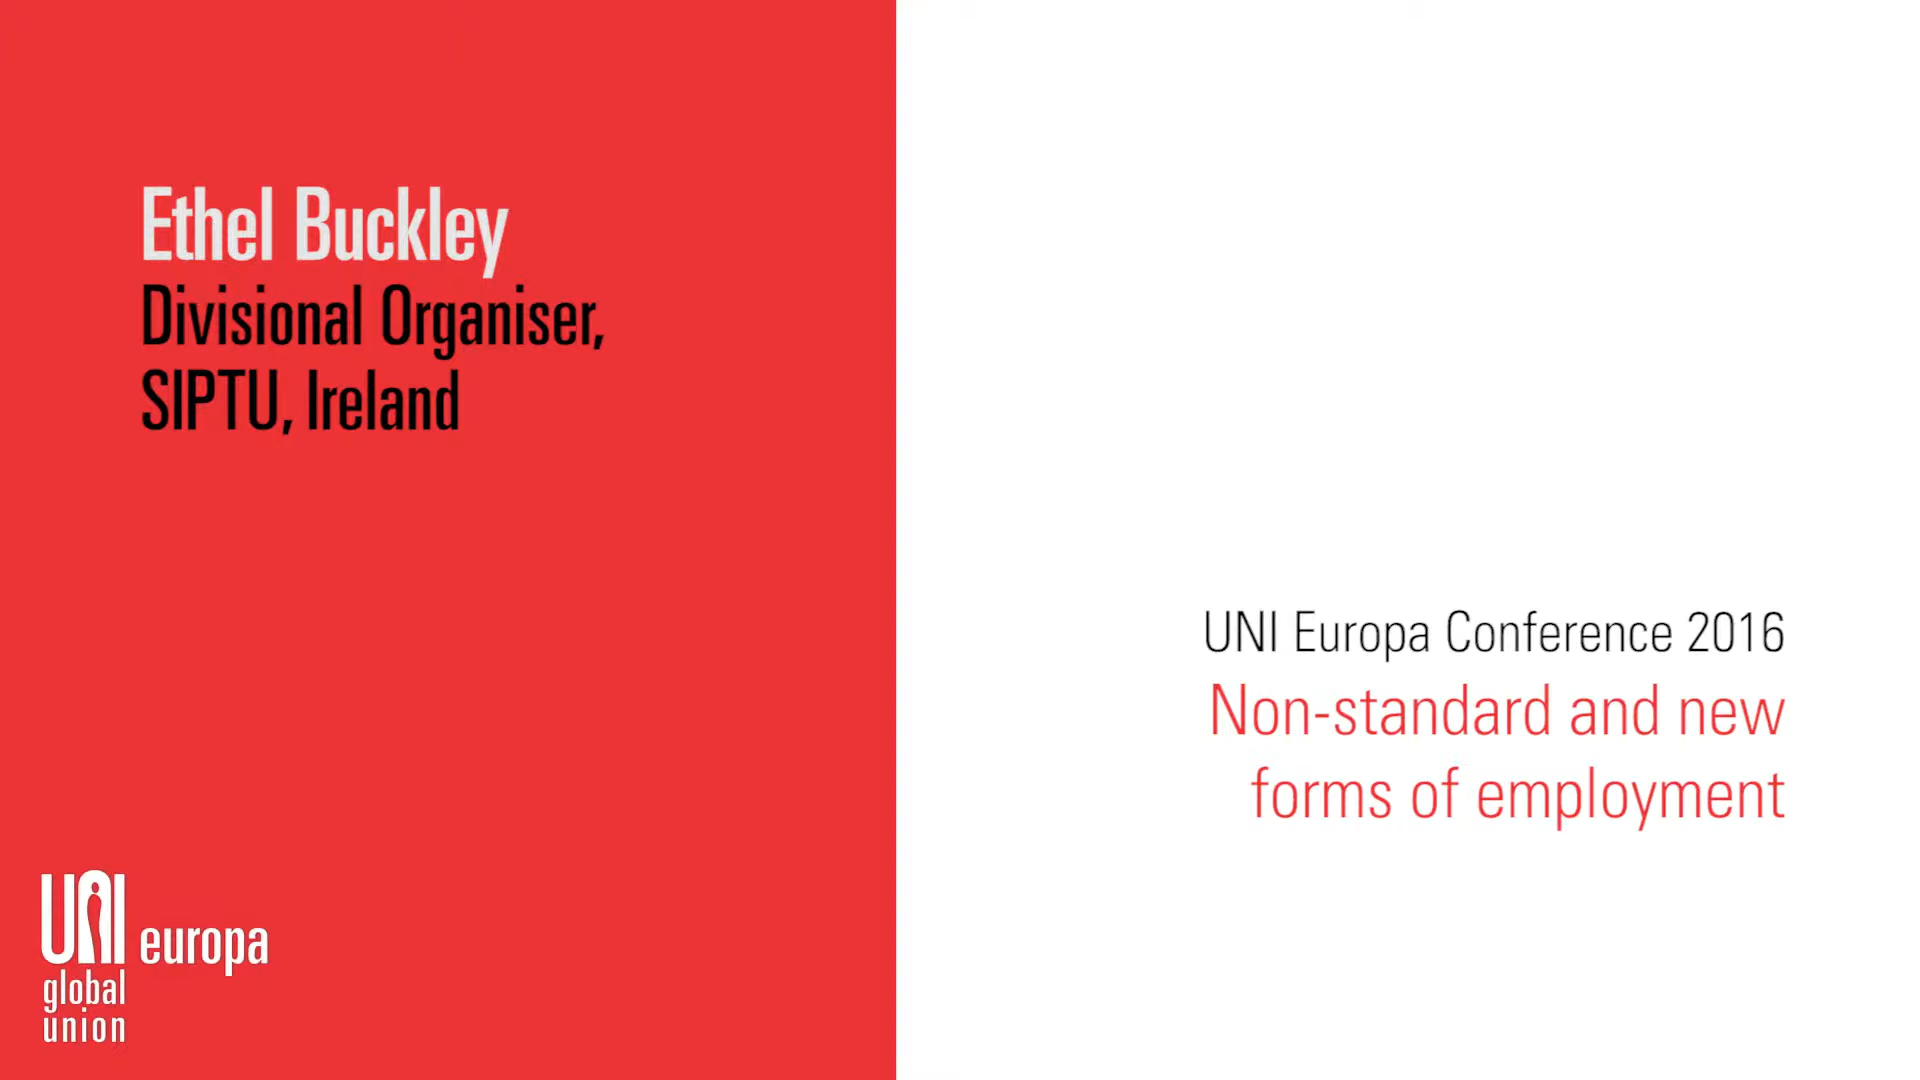 Ethel Buckley
Divisional Organiser,
SIPTU, Ireland
UNI Europa Conference 2016
Non-standard and new
forms of employment
UNI europa
global
union